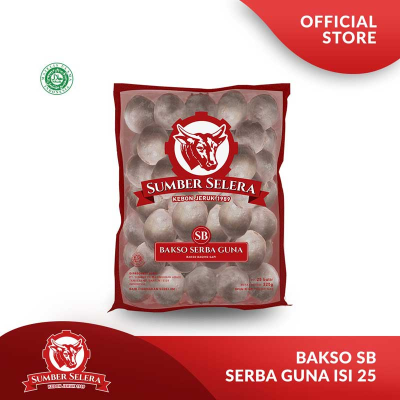 OFFICIAL
STORE
SUMBER SELERA
KEBON JERUK 1989
SB
BAKSO SERBA GUNA
BAKSO SB
SERBA GUNA ISI 25
SUMBER SELERA
KEBON JERUK 1989